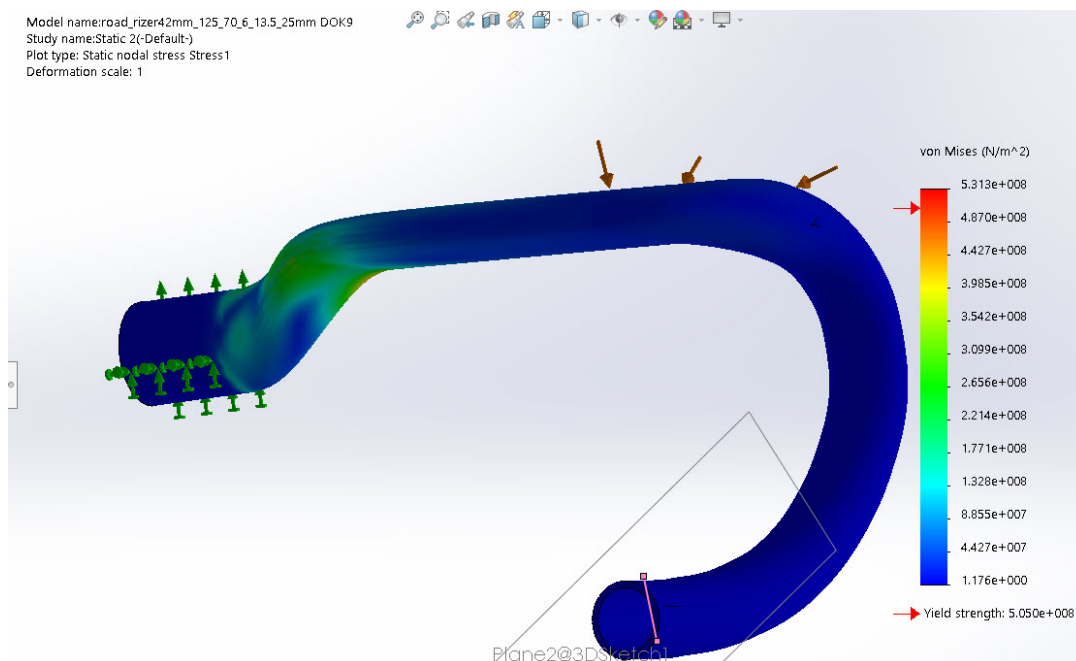 Model name:road_rizer42mm_125_70_6_13.5_25mm DOK9
Study name:Static 2(-Default-)
Plot type: Static nodal stress Stress1
Deformation scale: 1
von Mises (N/m^2)
5.313e+008
4.870e+008
4.427e+008
3.985e+008
3.542e+008
3.099e+008
2.656e+008
2.214e+008
1.771e+008
1.328e+008
8.855e+007
4.427e+007
1.176e+000
Yield strength: 5.050e+008
Plane2@3DSketch1